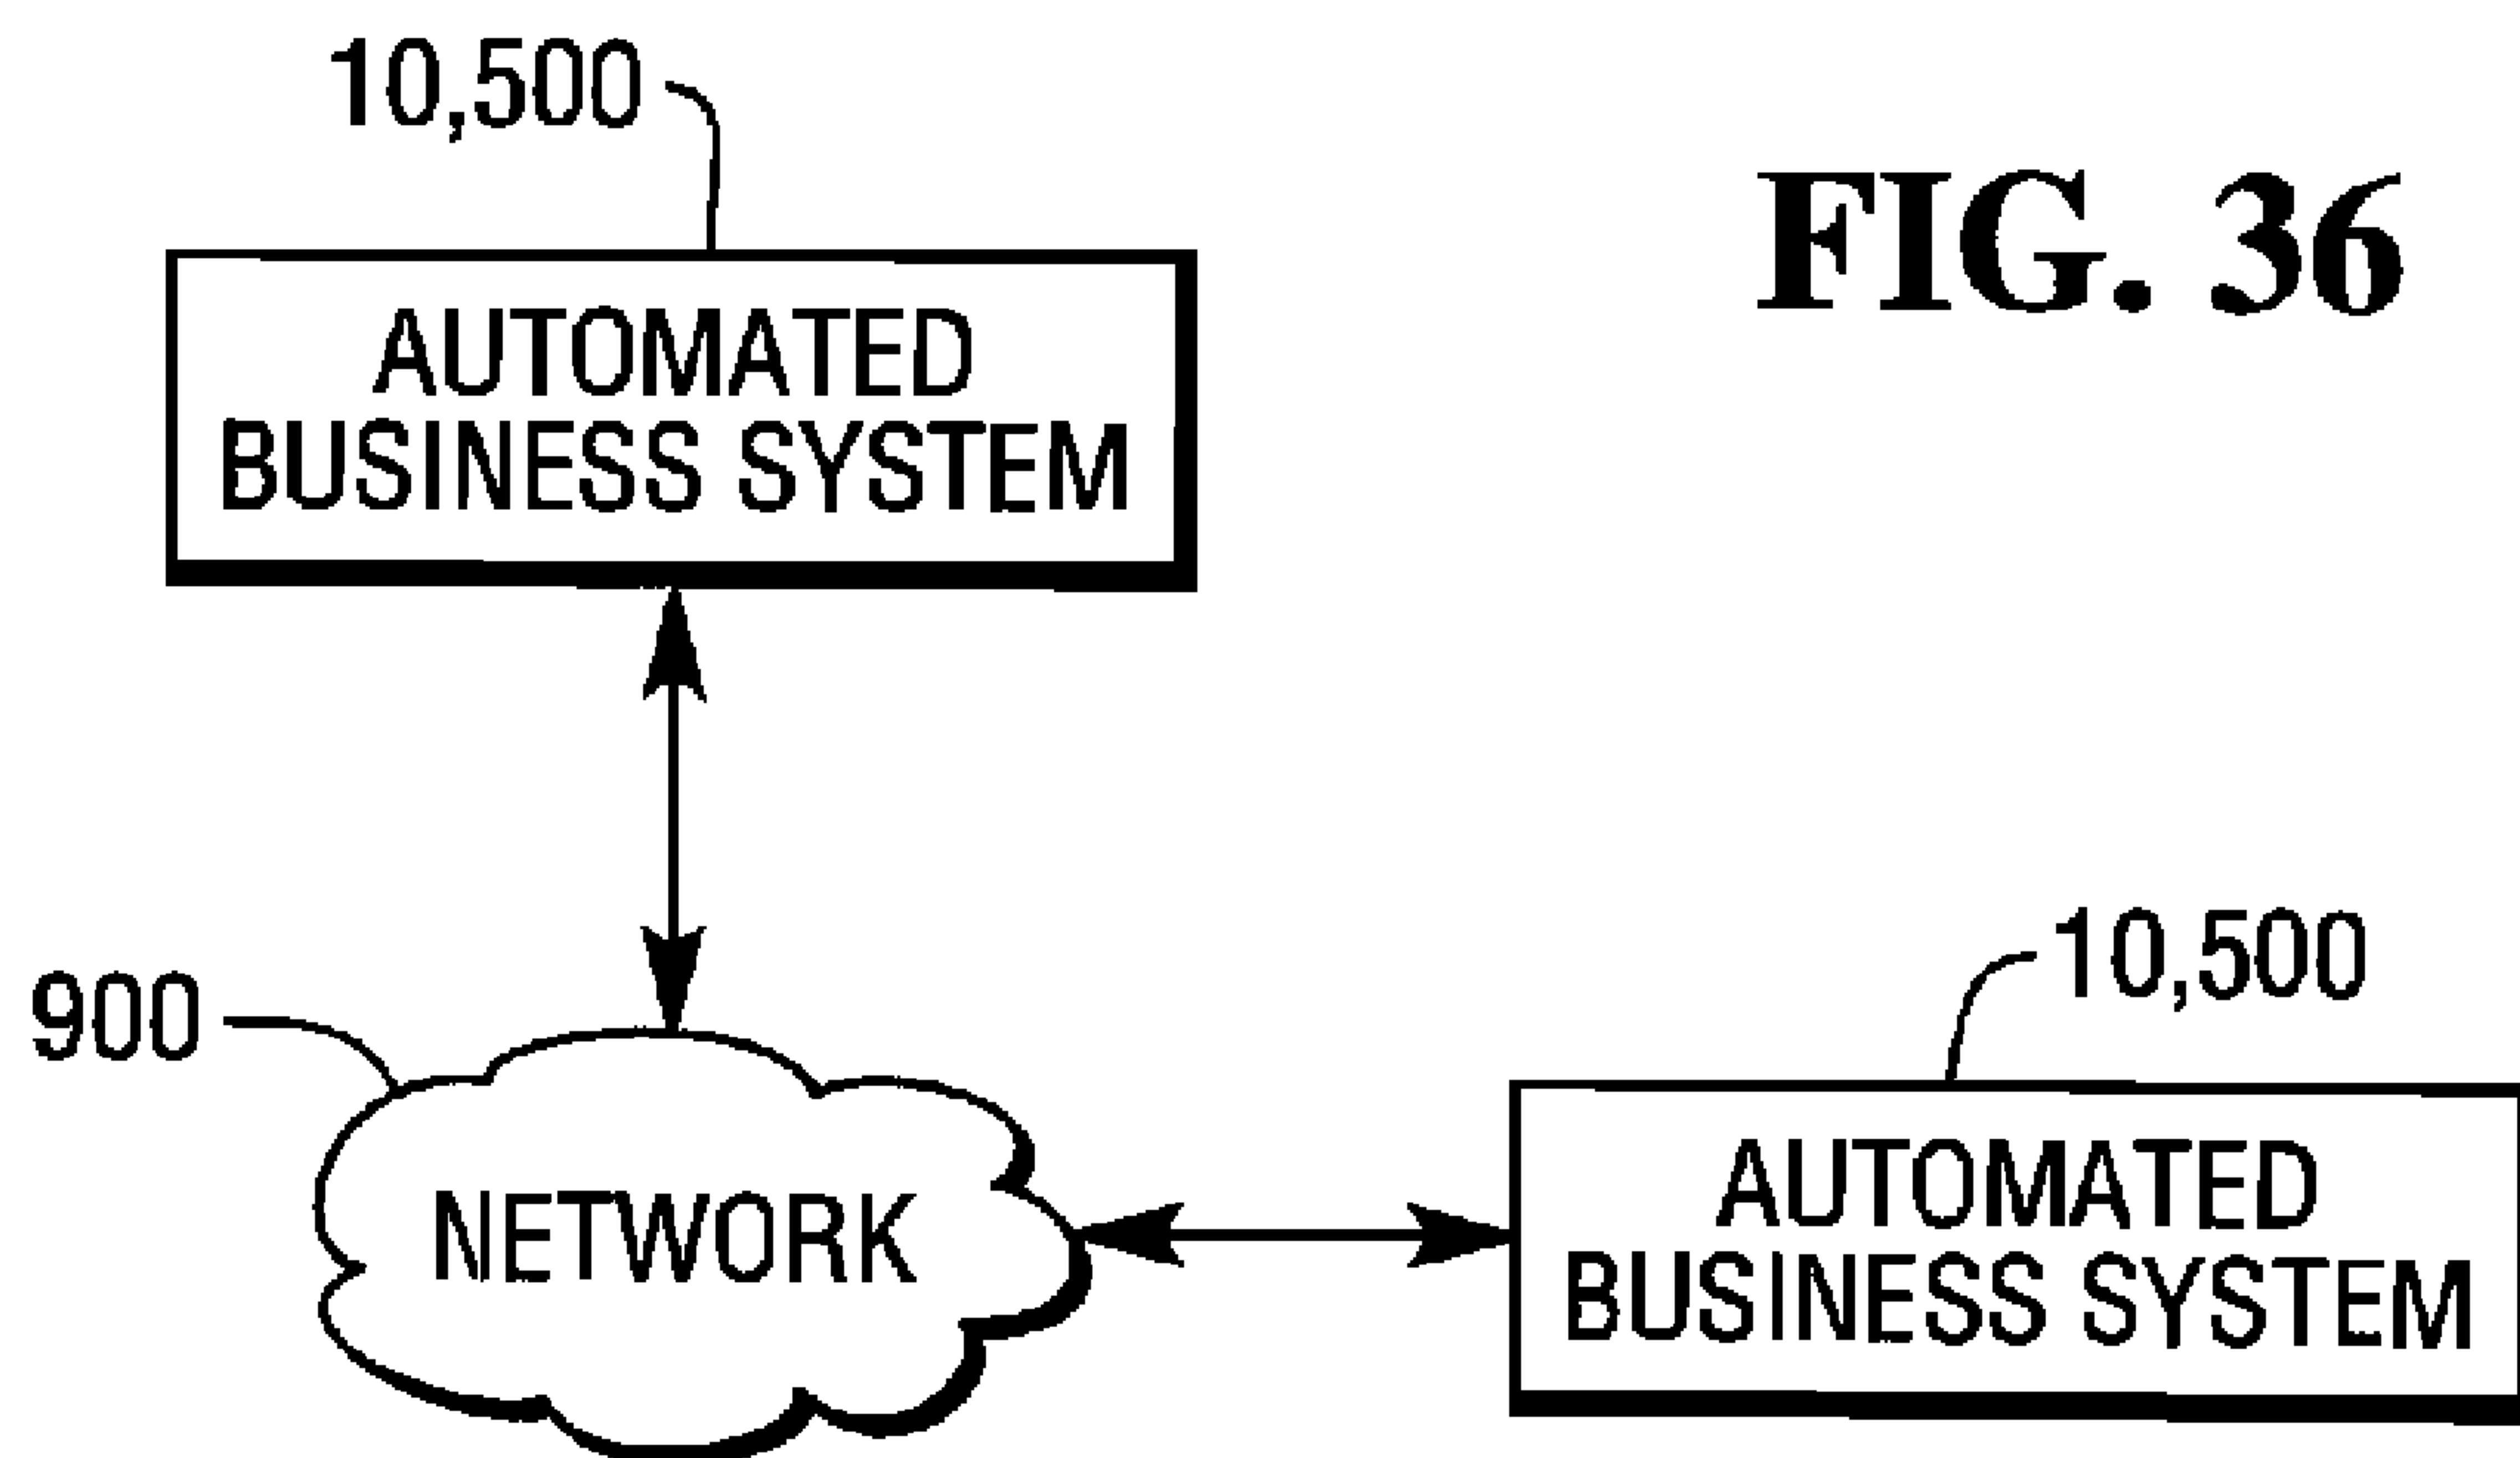 10,500
FIG. 36
AUTOMATED
BUSINESS SYSTEM
900
10,500
NETWORK
AUTOMATED
BUSINESS SYSTEM